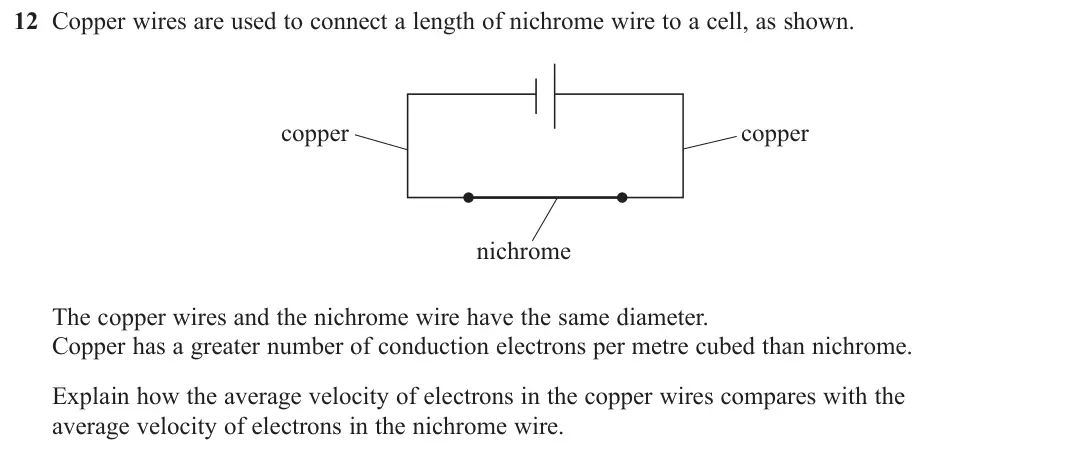 12 Copper wires are used to connect a length of nichrome wire to a cell, as shown.
copper
copper
nichrome
The copper wires and the nichrome wire have the same diameter.
Copper has a greater number of conduction electrons per metre cubed than nichrome.
Explain how the average velocity of electrons in the copper wires compares with the
average velocity of electrons in the nichrome wire.